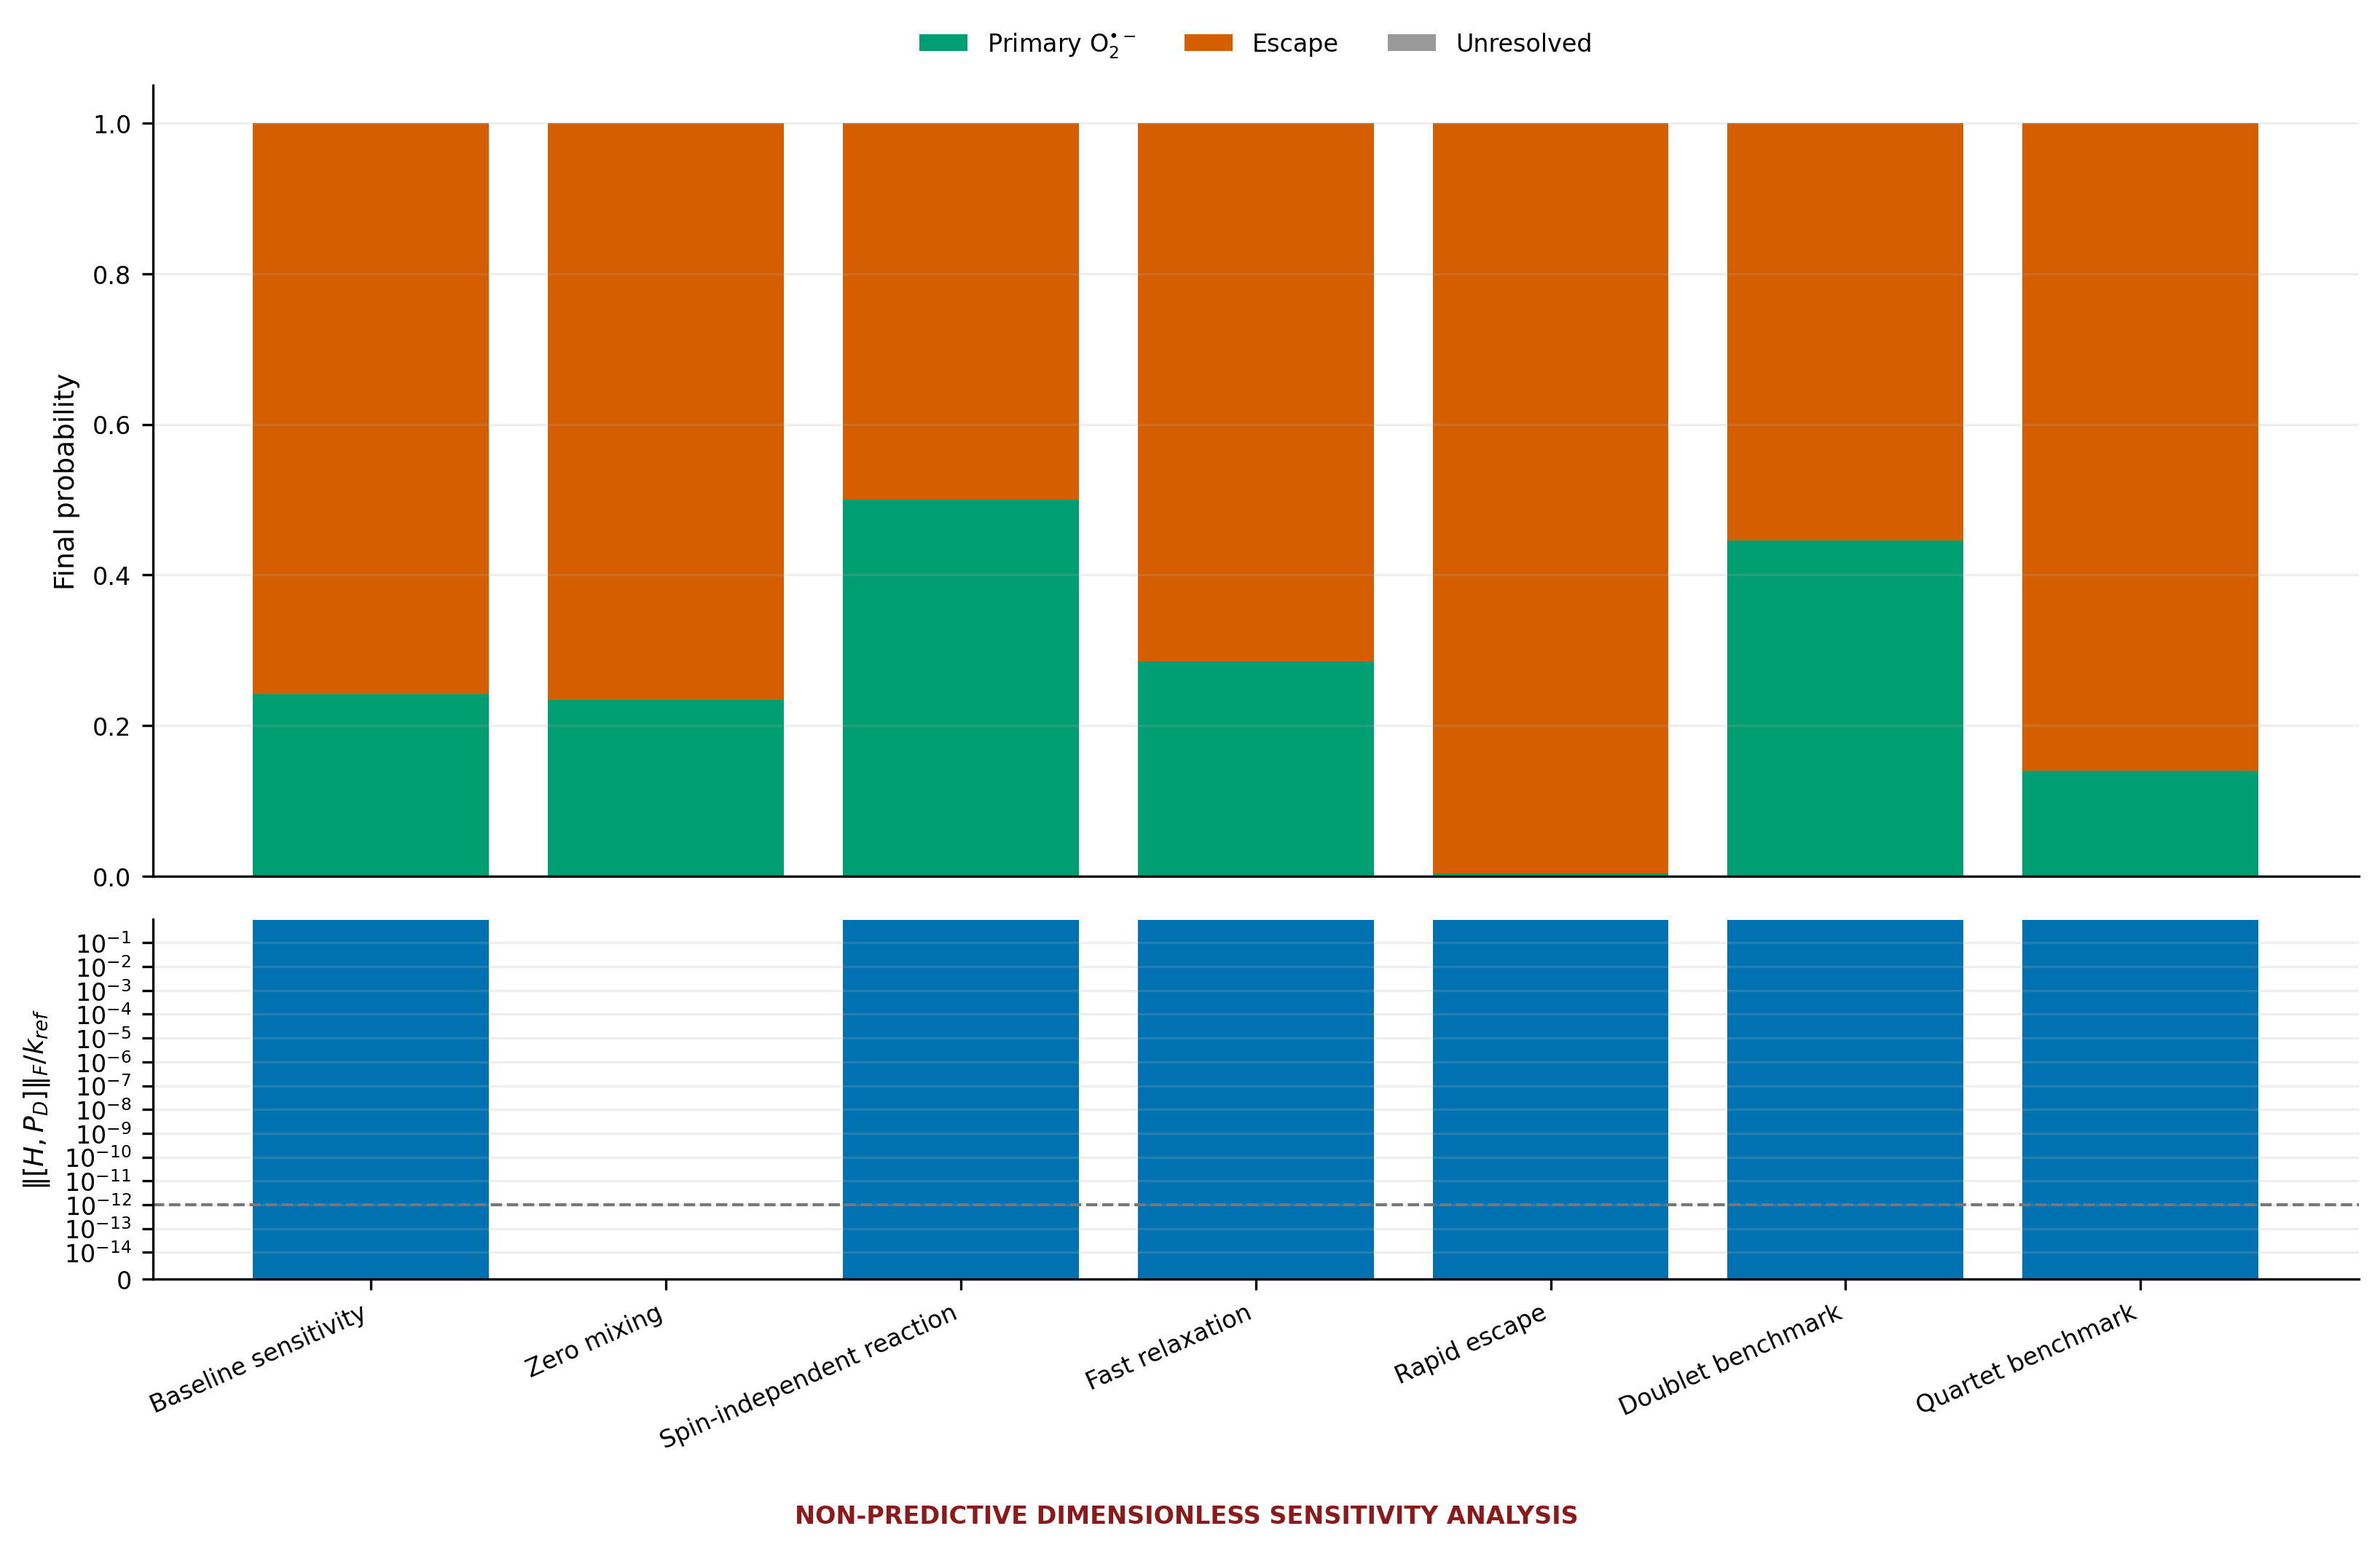 Primary O₂•⁻ Escape Unresolved
1.0
0.8
0.6
0.4
0.2
0.0
Final probability
10⁻¹
10⁻²
10⁻³
10⁻⁴
10⁻⁵
10⁻⁶
10⁻⁷
10⁻⁸
10⁻⁹
10⁻¹⁰
10⁻¹¹
10⁻¹²
10⁻¹³
10⁻¹⁴
0
‖[H, P_D]‖_F/k_ref
Baseline sensitivity
Zero mixing
Spin-independent reaction
Fast relaxation
Rapid escape
Doublet benchmark
Quartet benchmark
NON-PREDICTIVE DIMENSIONLESS SENSITIVITY ANALYSIS